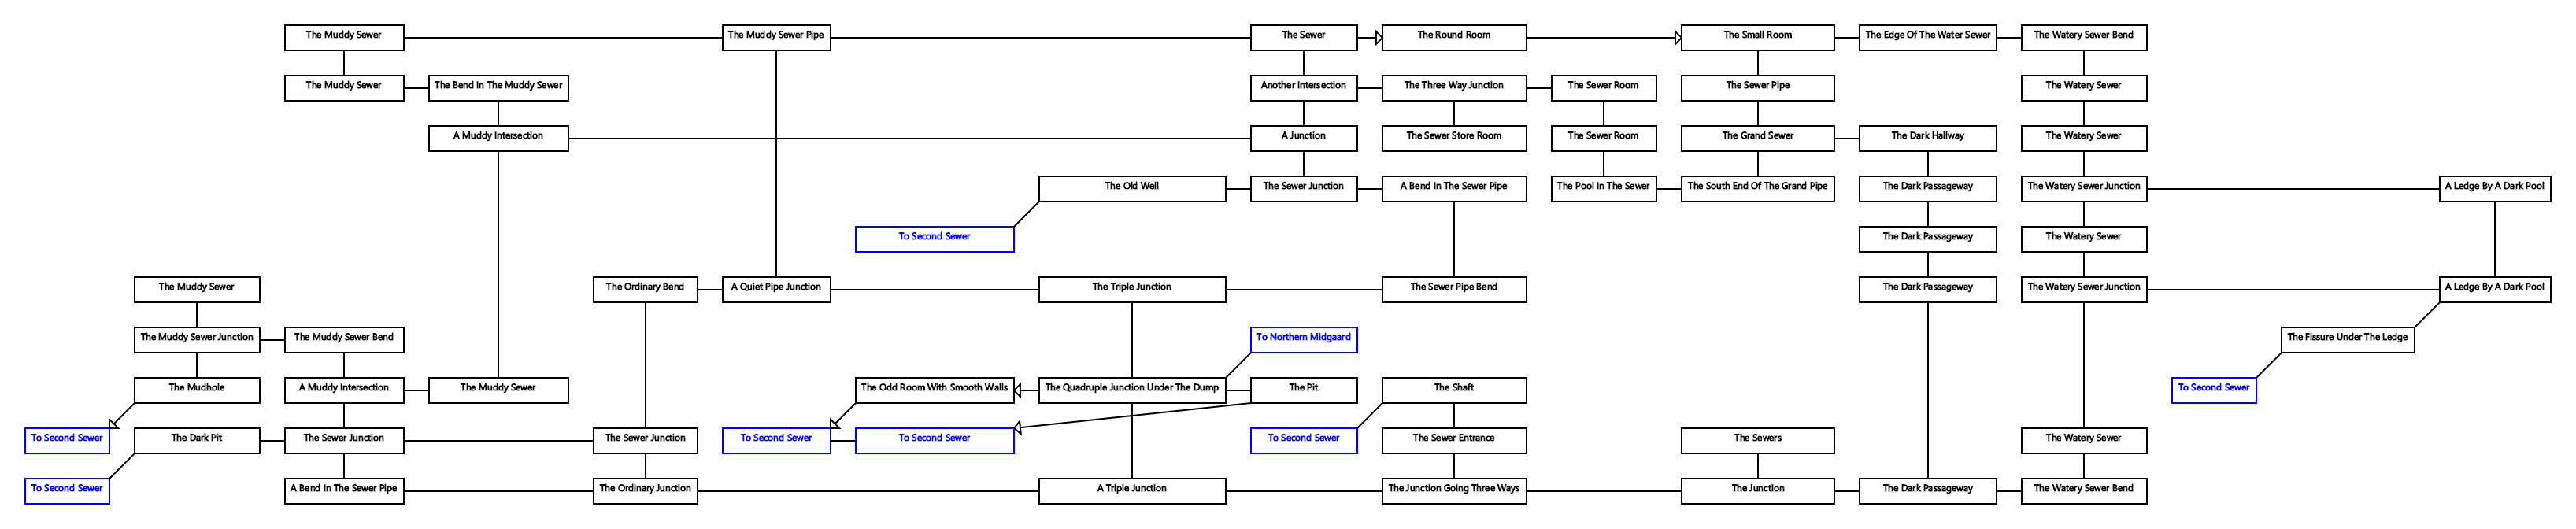 The Muddy Sewer
The Muddy Sewer Pipe
The Sewer
The Round Room
The Small Room
The Edge Of The Water Sewer
The Watery Sewer Bend
The Muddy Sewer
The Bend In The Muddy Sewer
Another Intersection
The Three Way Junction
The Sewer Room
The Sewer Pipe
The Watery Sewer
A Muddy Intersection
A Junction
The Sewer Store Room
The Sewer Room
The Grand Sewer
The Dark Hallway
The Watery Sewer
The Old Well
The Sewer Junction
A Bend In The Sewer Pipe
The Pool In The Sewer
The South End Of The Grand Pipe
The Dark Passageway
The Watery Sewer Junction
A Ledge By A Dark Pool
To Second Sewer
The Dark Passageway
The Watery Sewer
The Muddy Sewer
The Ordinary Bend
A Quiet Pipe Junction
The Triple Junction
The Sewer Pipe Bend
The Dark Passageway
The Watery Sewer Junction
A Ledge By A Dark Pool
The Muddy Sewer Junction
The Muddy Sewer Bend
To Northern Midgaard
The Fissure Under The Ledge
The Mudhole
A Muddy Intersection
The Muddy Sewer
The Odd Room With Smooth Walls
The Quadruple Junction Under The Dump
The Pit
The Shaft
To Second Sewer
To Second Sewer
The Dark Pit
The Sewer Junction
The Sewer Junction
To Second Sewer
To Second Sewer
To Second Sewer
The Sewer Entrance
The Sewers
The Watery Sewer
To Second Sewer
A Bend In The Sewer Pipe
The Ordinary Junction
A Triple Junction
The Junction Going Three Ways
The Junction
The Dark Passageway
The Watery Sewer Bend